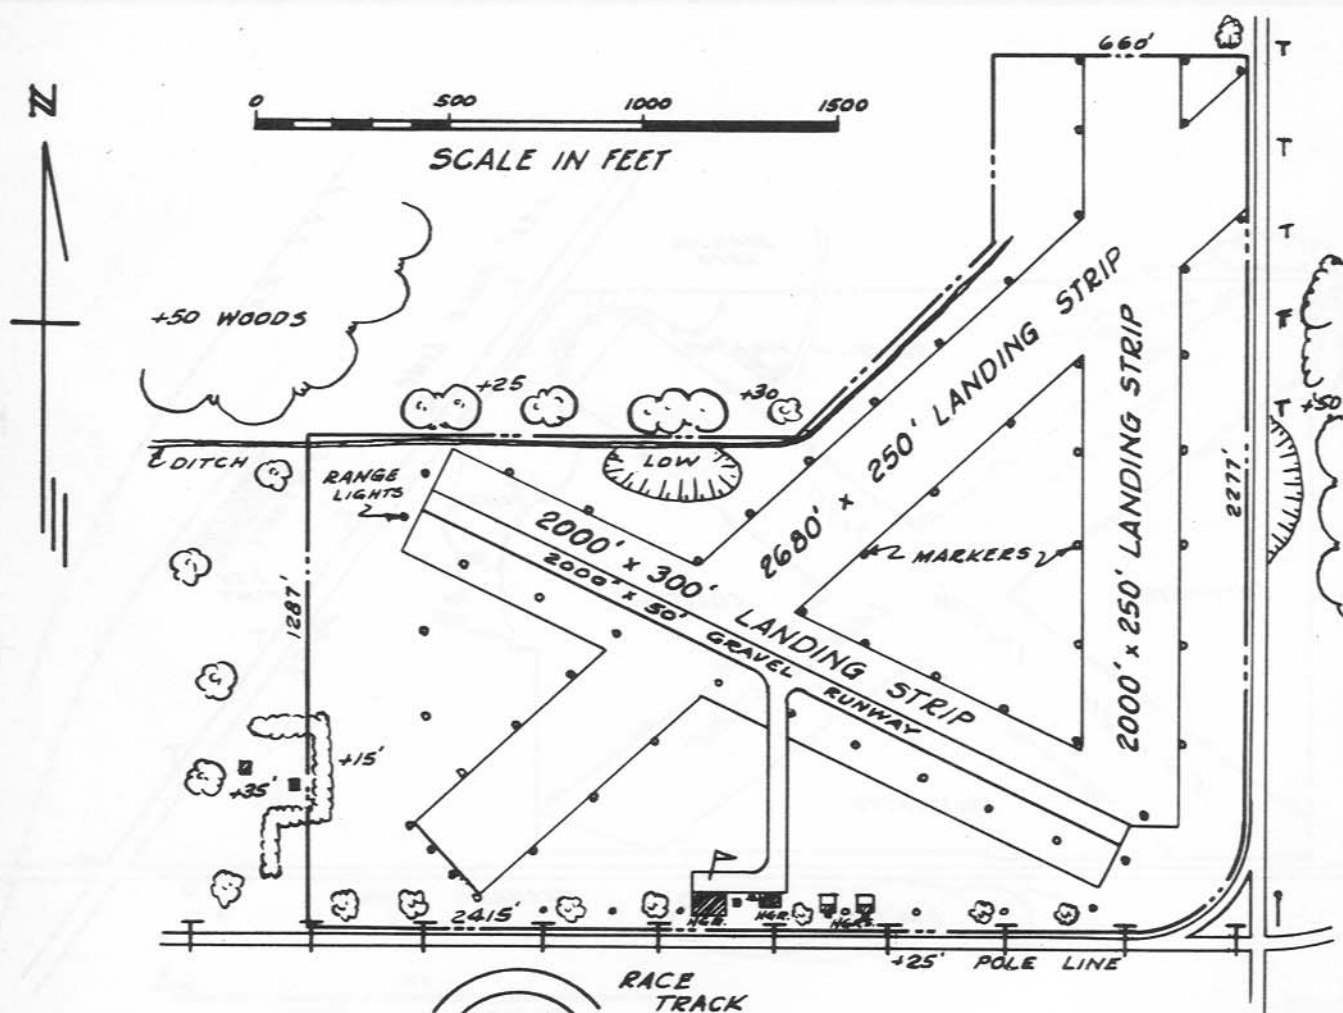 660'
N
0 500 1000 1500
SCALE IN FEET
+50 WOODS
+25
+30
+50
DITCH
LOW
RANGE
LIGHTS
2680' x 250' LANDING STRIP
2000' x 250' LANDING STRIP
2277'
2000' x 300' LANDING STRIP
2000' x 50' GRAVEL RUNWAY
MARKERS
1287'
+15'
+35'
2415'
HGR.
HGR.
HGRS.
+25' POLE LINE
RACE
TRACK